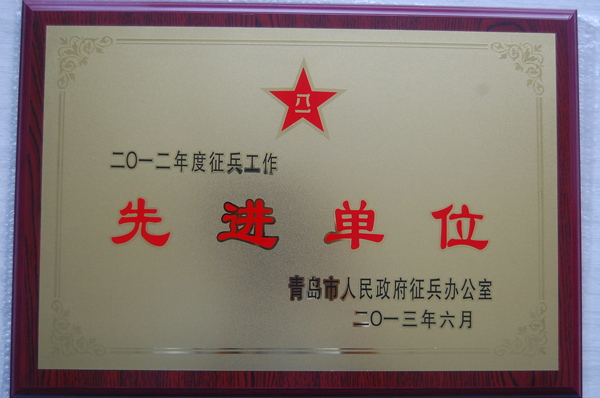 八一
二〇一二年度征兵工作
先进单位
青岛市人民政府征兵办公室
二〇一三年六月